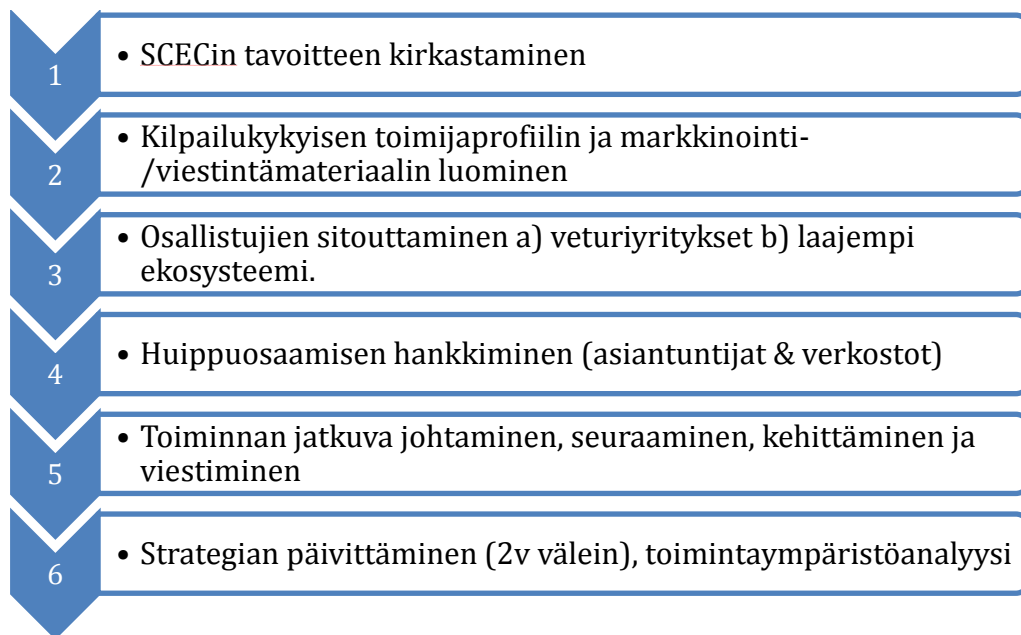 1
• SCECin tavoitteen kirkastaminen
2
• Kilpailukykyisen toimijaprofiilin ja markkinointi-
/viestintämateriaalin luominen
3
• Osallistujien sitouttaminen a) veturiyritykset b) laajempi
ekosysteemi.
4
• Huippuosaamisen hankkiminen (asiantuntijat & verkostot)
5
• Toiminnan jatkuva johtaminen, seuraaminen, kehittäminen ja
viestiminen
6
• Strategian päivittäminen (2v välein), toimintaympäristöanalyysi